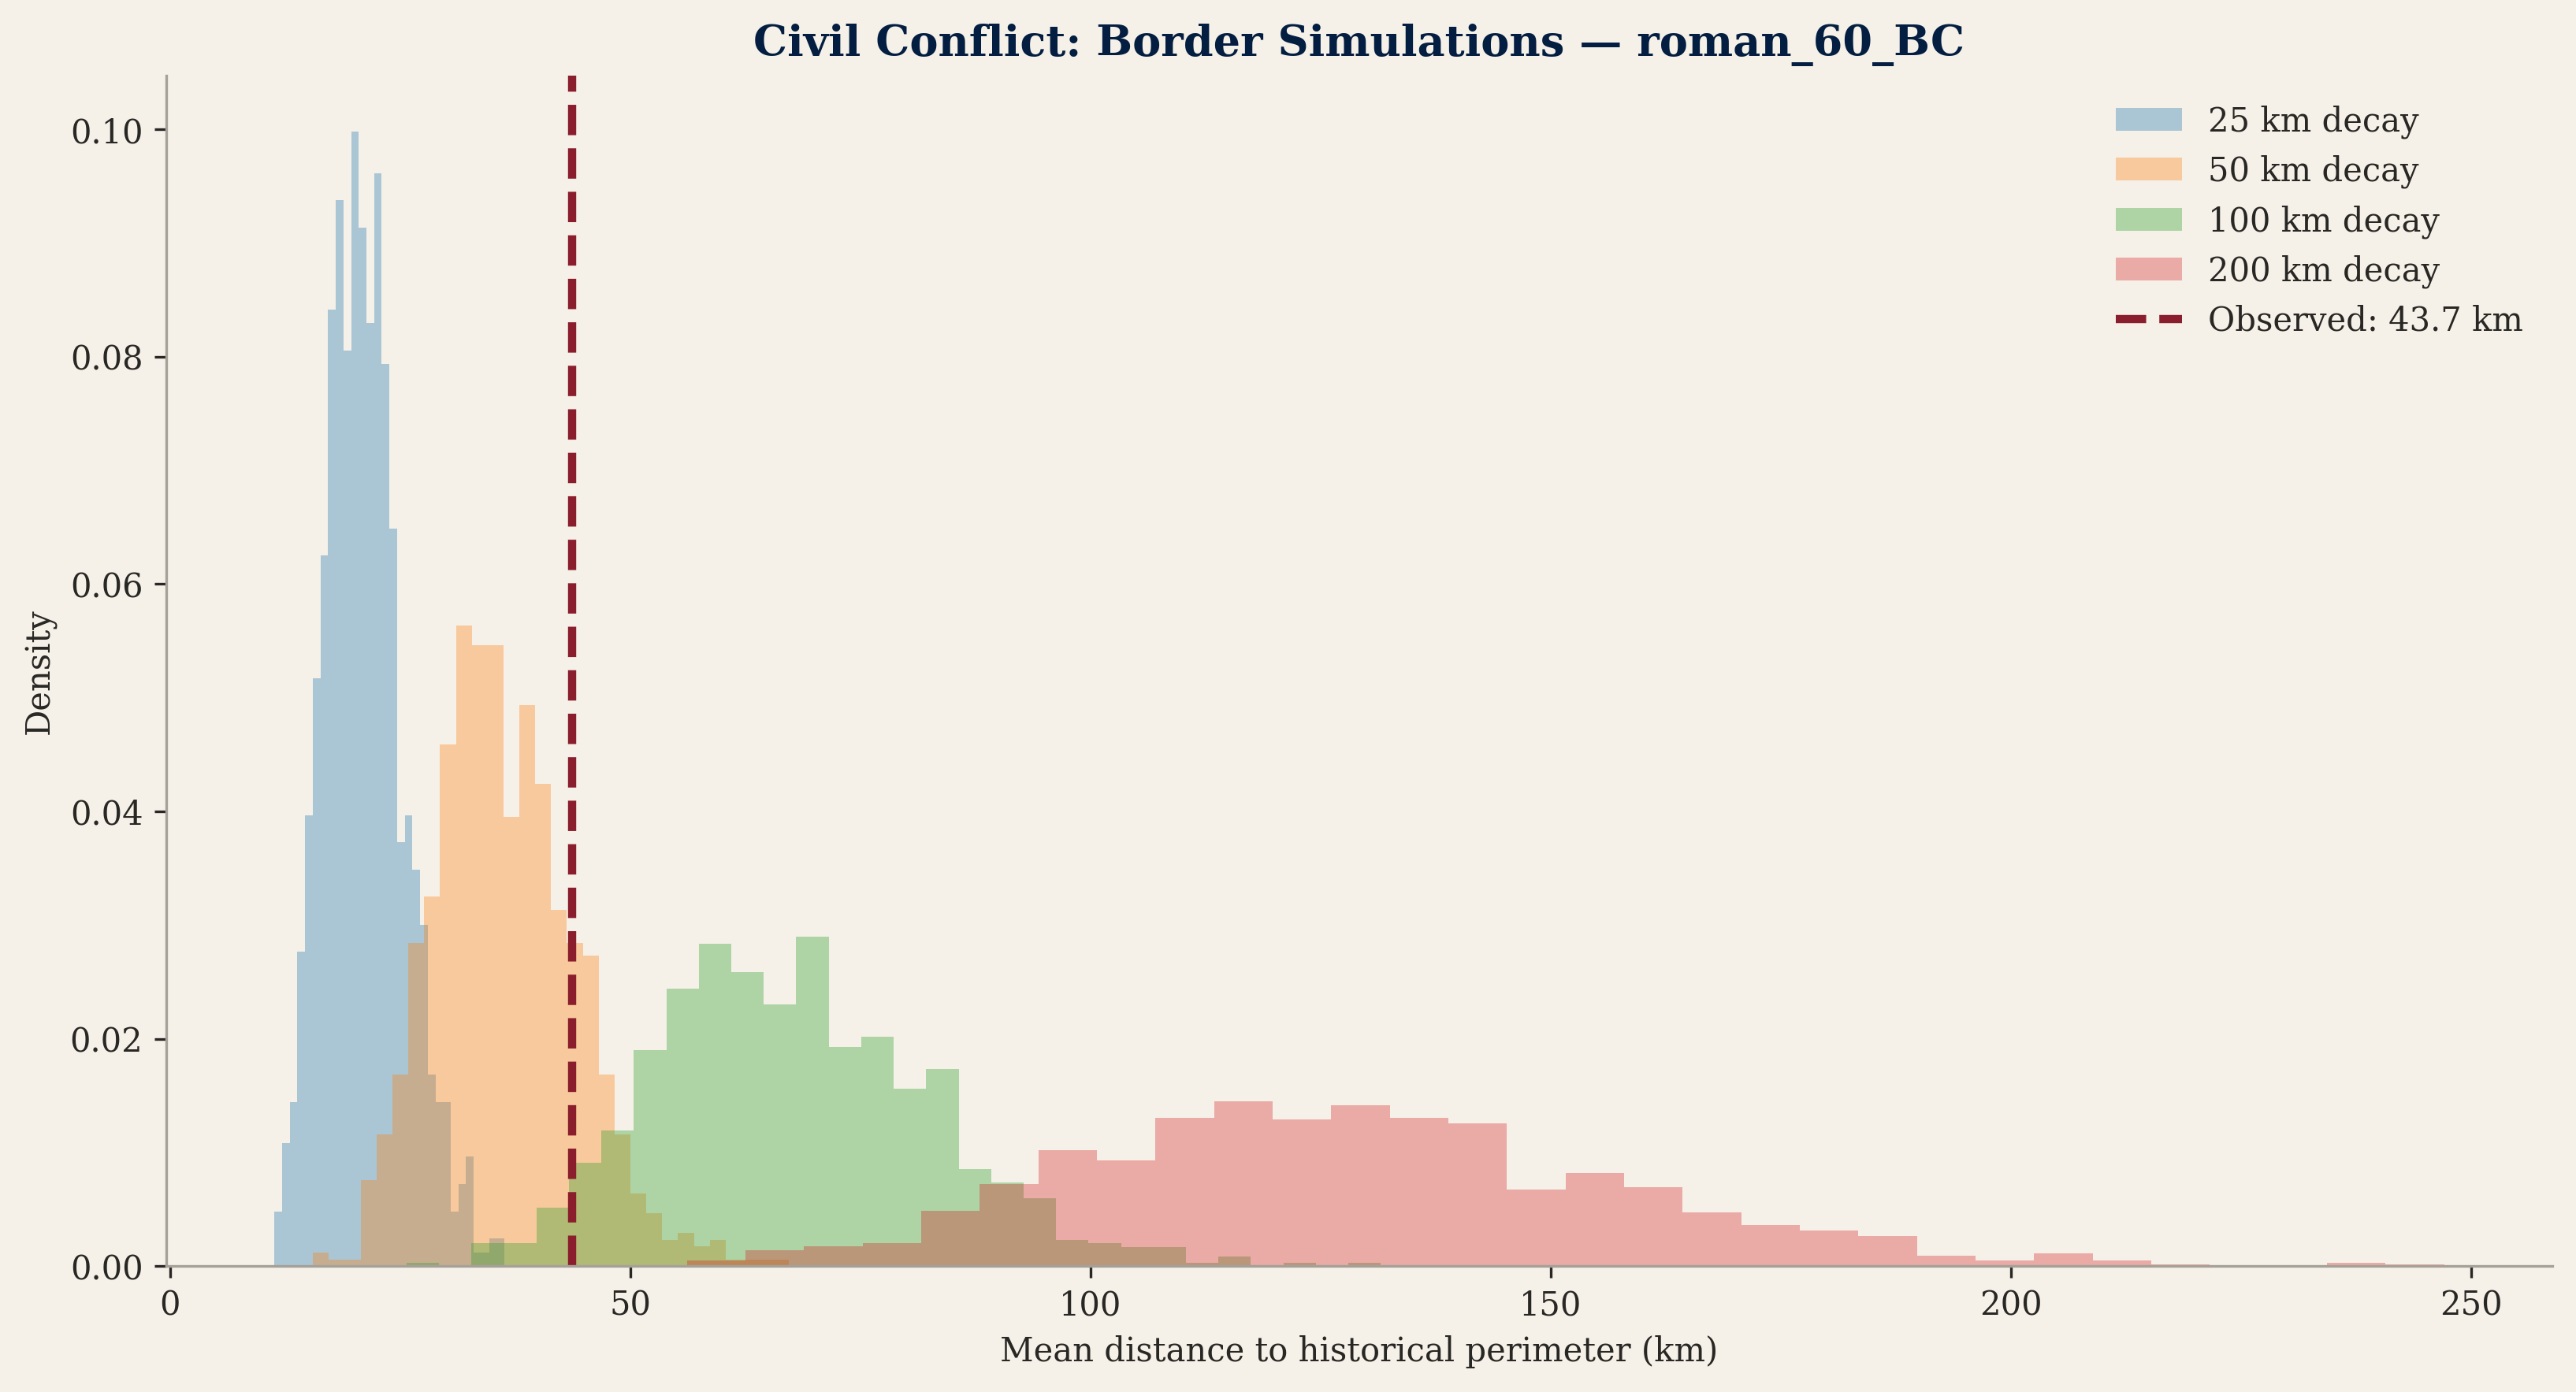 Civil Conflict: Border Simulations — roman_60_BC
25 km decay
50 km decay
100 km decay
200 km decay
Observed: 43.7 km
Density
0.10
0.08
0.06
0.04
0.02
0.00
0 50 100 150 200 250
Mean distance to historical perimeter (km)